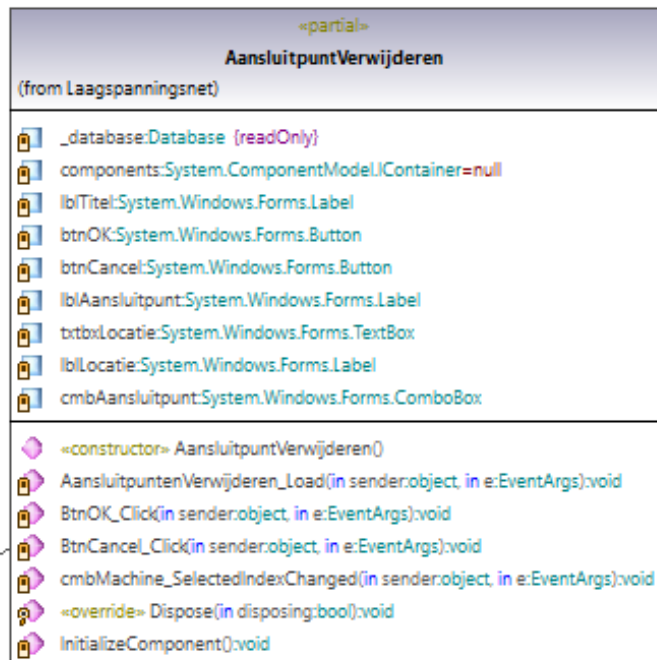 «partial»
AansluitpuntVerwijderen
(from Laagspanningsnet)
_database:Database {readOnly}
components:System.ComponentModel.IContainer=null
lblTitel:System.Windows.Forms.Label
btnOK:System.Windows.Forms.Button
btnCancel:System.Windows.Forms.Button
lblAansluitpunt:System.Windows.Forms.Label
txtbxLocatie:System.Windows.Forms.TextBox
lblLocatie:System.Windows.Forms.Label
cmbAansluitpunt:System.Windows.Forms.ComboBox
«constructor» AansluitpuntVerwijderen()
AansluitpuntenVerwijderen_Load(in sender:object, in e:EventArgs):void
BtnOK_Click(in sender:object, in e:EventArgs):void
BtnCancel_Click(in sender:object, in e:EventArgs):void
cmbMachine_SelectedIndexChanged(in sender:object, in e:EventArgs):void
«override» Dispose(in disposing:bool):void
InitializeComponent():void